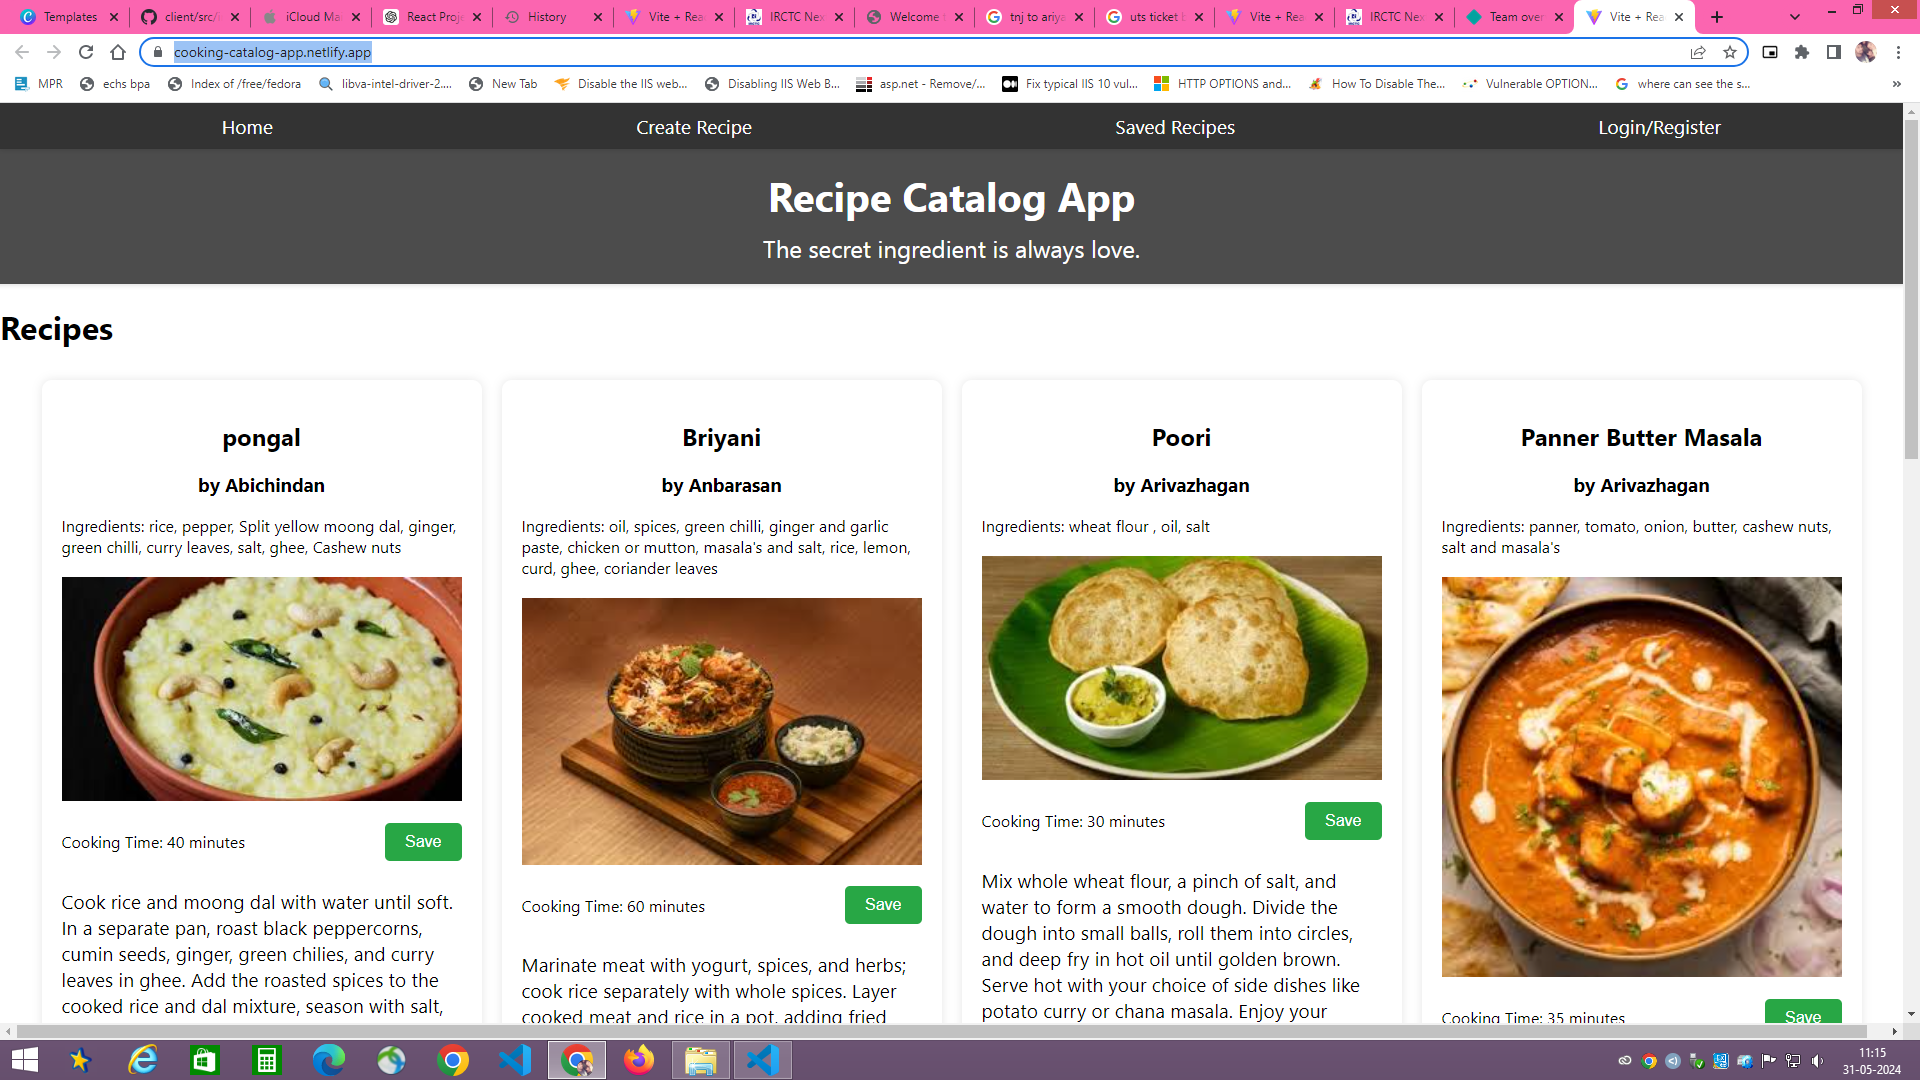 Templates
client/src/
iCloud Ma
React Proje
History
Vite + Rea
IRCTC Nex
Welcome t
tnj to ariya
uts ticket b
Vite + Rea
IRCTC Nex
Team over
Vite + Rea
cooking-catalog-app.netlify.app
MPR
echs bpa
Index of /free/fedora
libva-intel-driver-2....
New Tab
Disable the IIS web...
Disabling IIS Web B...
asp.net - Remove/...
Fix typical IIS 10 vul...
HTTP OPTIONS and...
How To Disable The...
Vulnerable OPTION...
where can see the s...
Home
Create Recipe
Saved Recipes
Login/Register
Recipe Catalog App
The secret ingredient is always love.
Recipes
pongal
by Abichindan
Ingredients: rice, pepper, Split yellow moong dal, ginger,
green chilli, curry leaves, salt, ghee, Cashew nuts
Cooking Time: 40 minutes
Save
Cook rice and moong dal with water until soft.
In a separate pan, roast black peppercorns,
cumin seeds, ginger, green chilies, and curry
leaves in ghee. Add the roasted spices to the
cooked rice and dal mixture, season with salt,
Briyani
by Anbarasan
Ingredients: oil, spices, green chilli, ginger and garlic
paste, chicken or mutton, masala's and salt, rice, lemon,
curd, ghee, coriander leaves
Cooking Time: 60 minutes
Save
Marinate meat with yogurt, spices, and herbs;
cook rice separately with whole spices. Layer
cooked meat and rice in a pot, adding fried
Poori
by Arivazhagan
Ingredients: wheat flour , oil, salt
Cooking Time: 30 minutes
Save
Mix whole wheat flour, a pinch of salt, and
water to form a smooth dough. Divide the
dough into small balls, roll them into circles,
and deep fry in hot oil until golden brown.
Serve hot with your choice of side dishes like
potato curry or chana masala. Enjoy your
Panner Butter Masala
by Arivazhagan
Ingredients: panner, tomato, onion, butter, cashew nuts,
salt and masala's
Cooking Time: 35 minutes
Save
11:15
31-05-2024